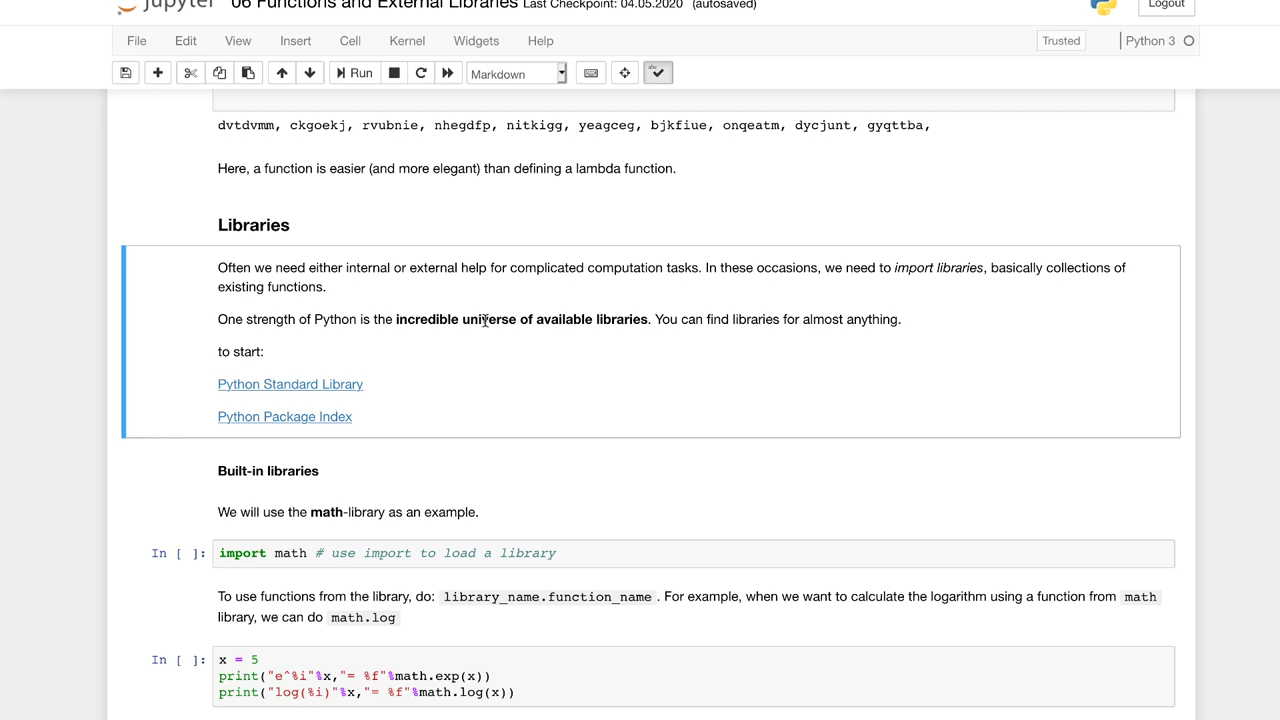 jupyter 06 Functions and External Libraries Last Checkpoint: 04.05.2020 (autosaved) Logout
File Edit View Insert Cell Kernel Widgets Help Trusted Python 3
Run Markdown
dvtdvmm, ckgoekj, rvubnie, nhegdfp, nitkigg, yeagceg, bjkfiue, onqeatm, dycjunt, gyqttba,
Here, a function is easier (and more elegant) than defining a lambda function.
Libraries
Often we need either internal or external help for complicated computation tasks. In these occasions, we need to import libraries, basically collections of
existing functions.
One strength of Python is the incredible universe of available libraries. You can find libraries for almost anything.
to start:
Python Standard Library
Python Package Index
Built-in libraries
We will use the math-library as an example.
In [ ]: import math # use import to load a library
To use functions from the library, do: library_name.function_name . For example, when we want to calculate the logarithm using a function from math
library, we can do math.log
In [ ]: x = 5
print("e^%i"%x,"= %f"%math.exp(x))
print("log(%i)"%x,"= %f"%math.log(x))